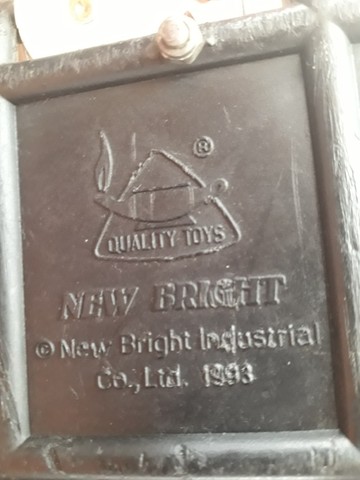 ®
QUALITY TOYS
NEW BRIGHT
© New Bright Industrial
Co., Ltd. 1993